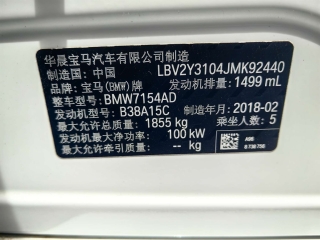 华晨宝马汽车有限公司制造
制造国：中国 LBV2Y3104JMK92440
品牌：宝马(BMW)牌 发动机排量：1499 mL
整车型号：BMW7154AD
发动机型号：B38A15C 制造年月：2018-02
最大允许总质量：1855 kg 乘坐人数：5
发动机最大净功率：100 kW
最大允许牵引质量：--- kg